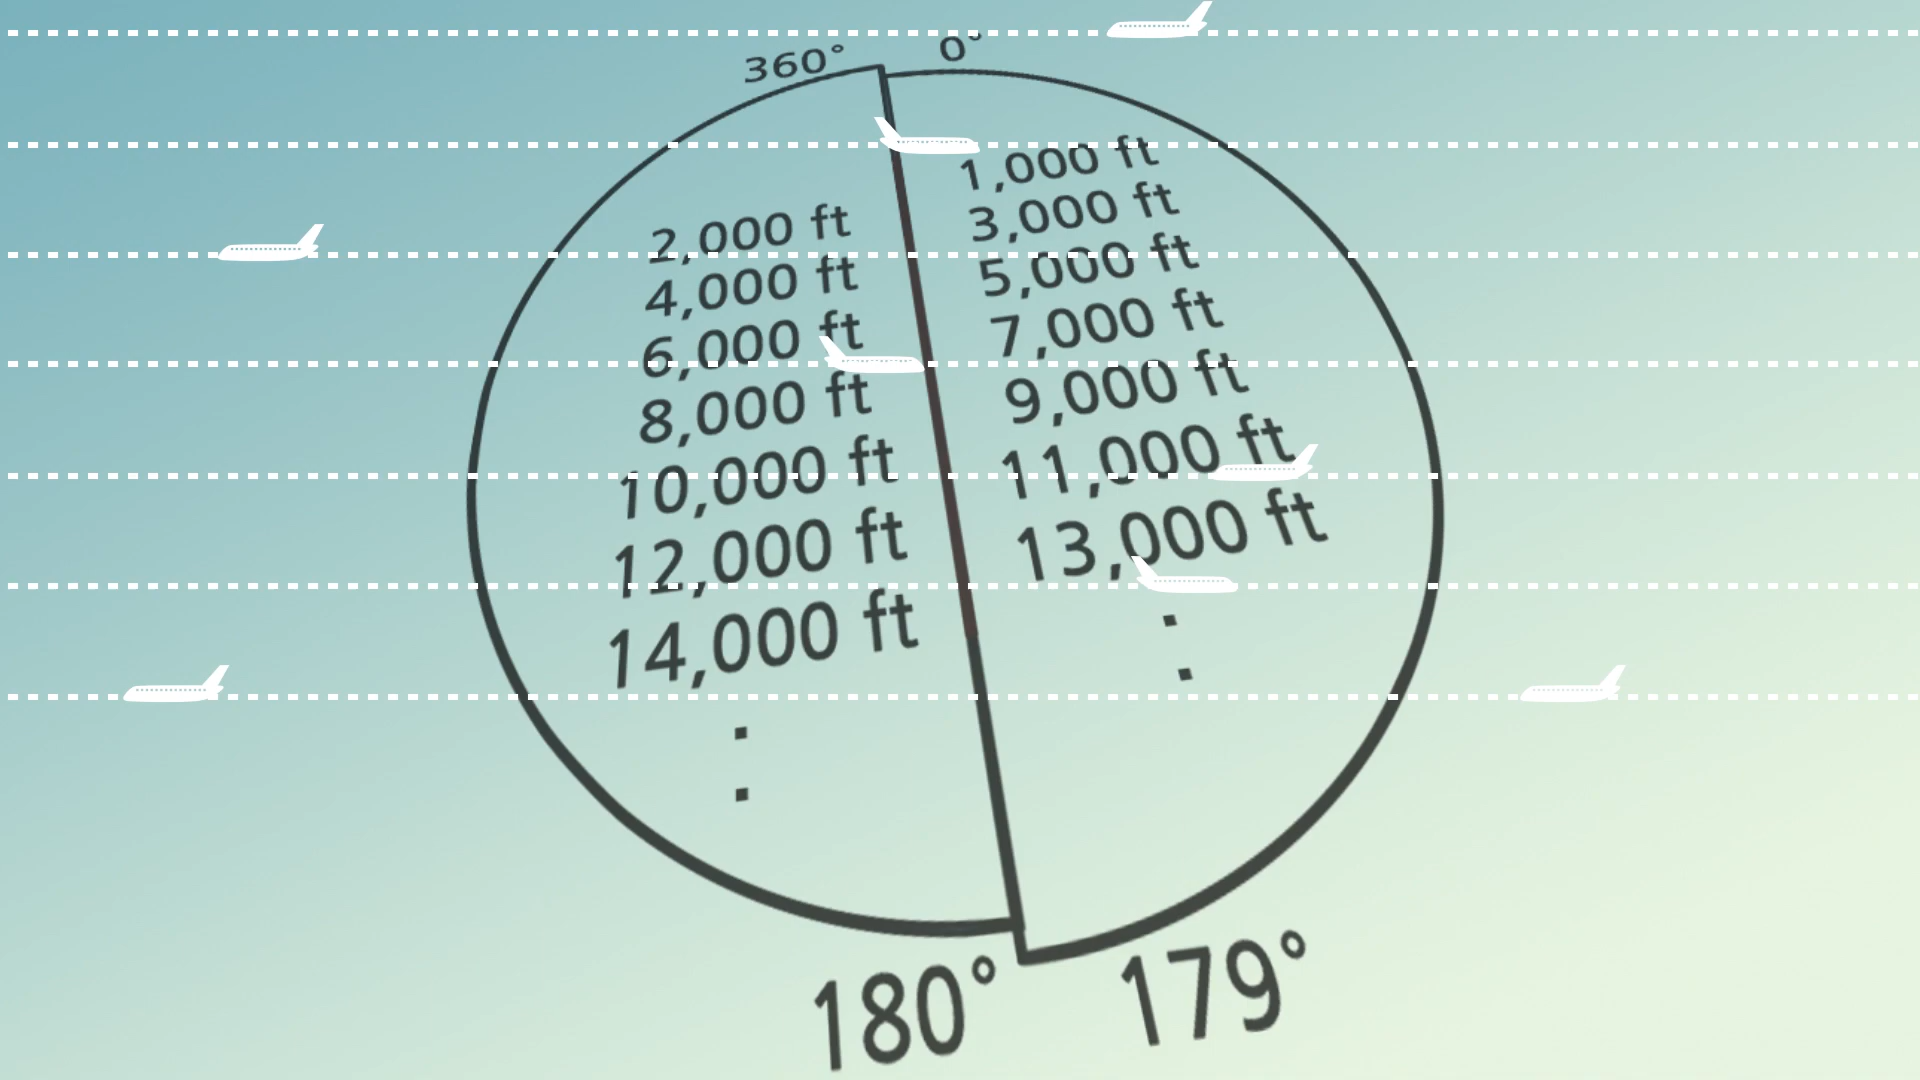 360°
0°
2,000 ft
4,000 ft
6,000 ft
8,000 ft
10,000 ft
12,000 ft
14,000 ft
:
1,000 ft
3,000 ft
5,000 ft
7,000 ft
9,000 ft
11,000 ft
13,000 ft
:
180°
179°